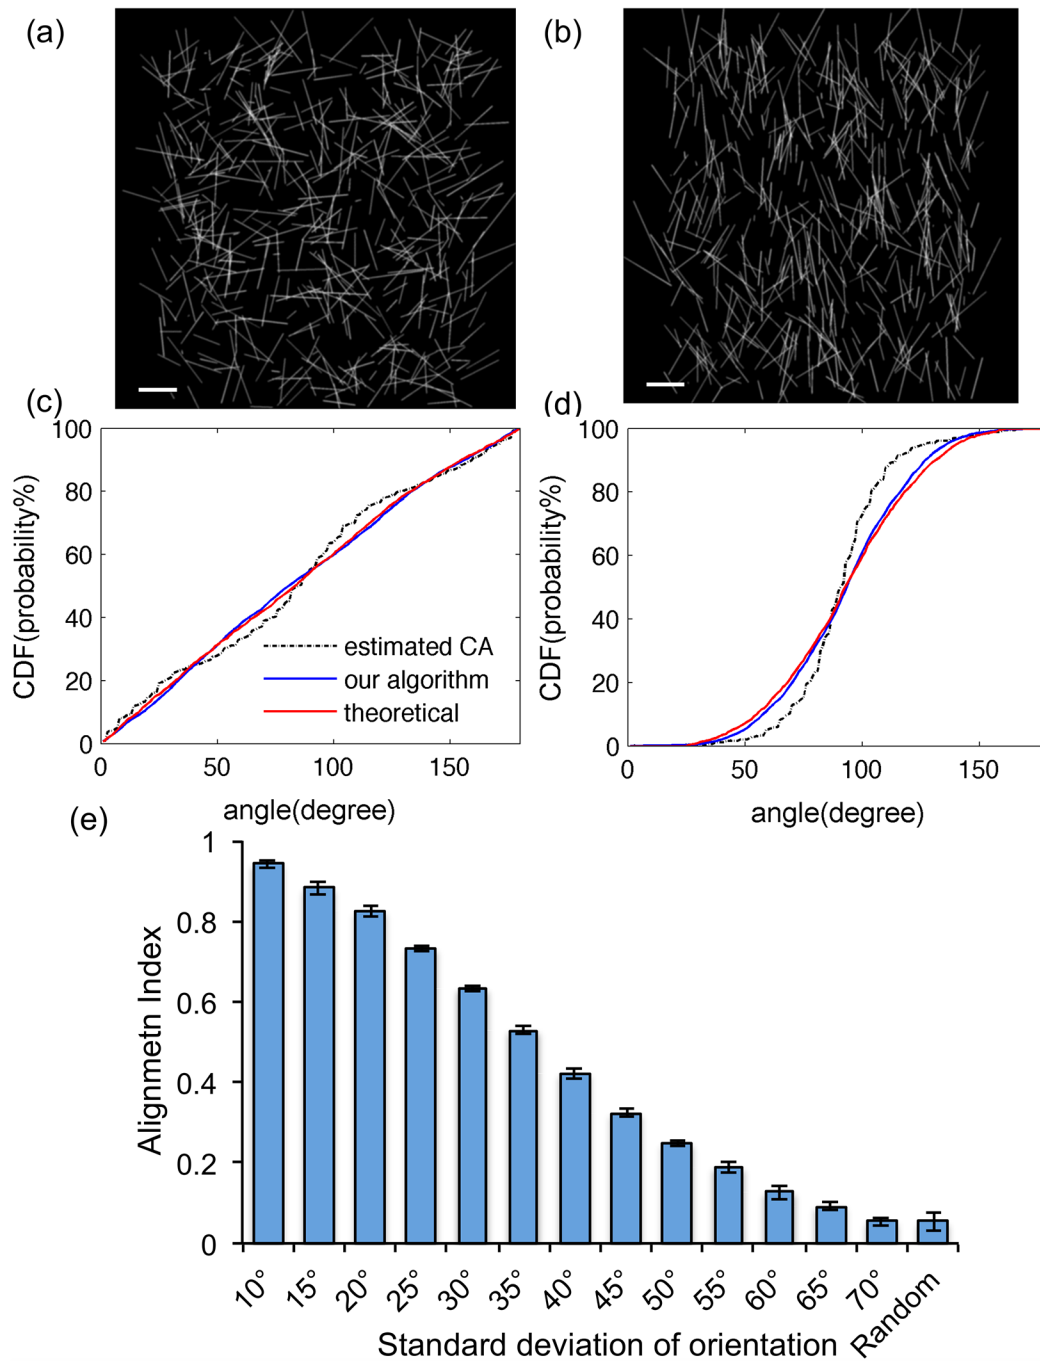 (a)
(b)
(c)
(d)
100
80
60
40
20
0
CDF(probability%)
estimated CA
our algorithm
theoretical
0
50
100
150
angle(degree)
100
80
60
40
20
0
CDF(probability%)
0
50
100
150
angle(degree)
(e)
1
0.8
0.6
0.4
0.2
0
Alignmetn Index
10°
15°
20°
25°
30°
35°
40°
45°
50°
55°
60°
65°
70°
Random
Standard deviation of orientation